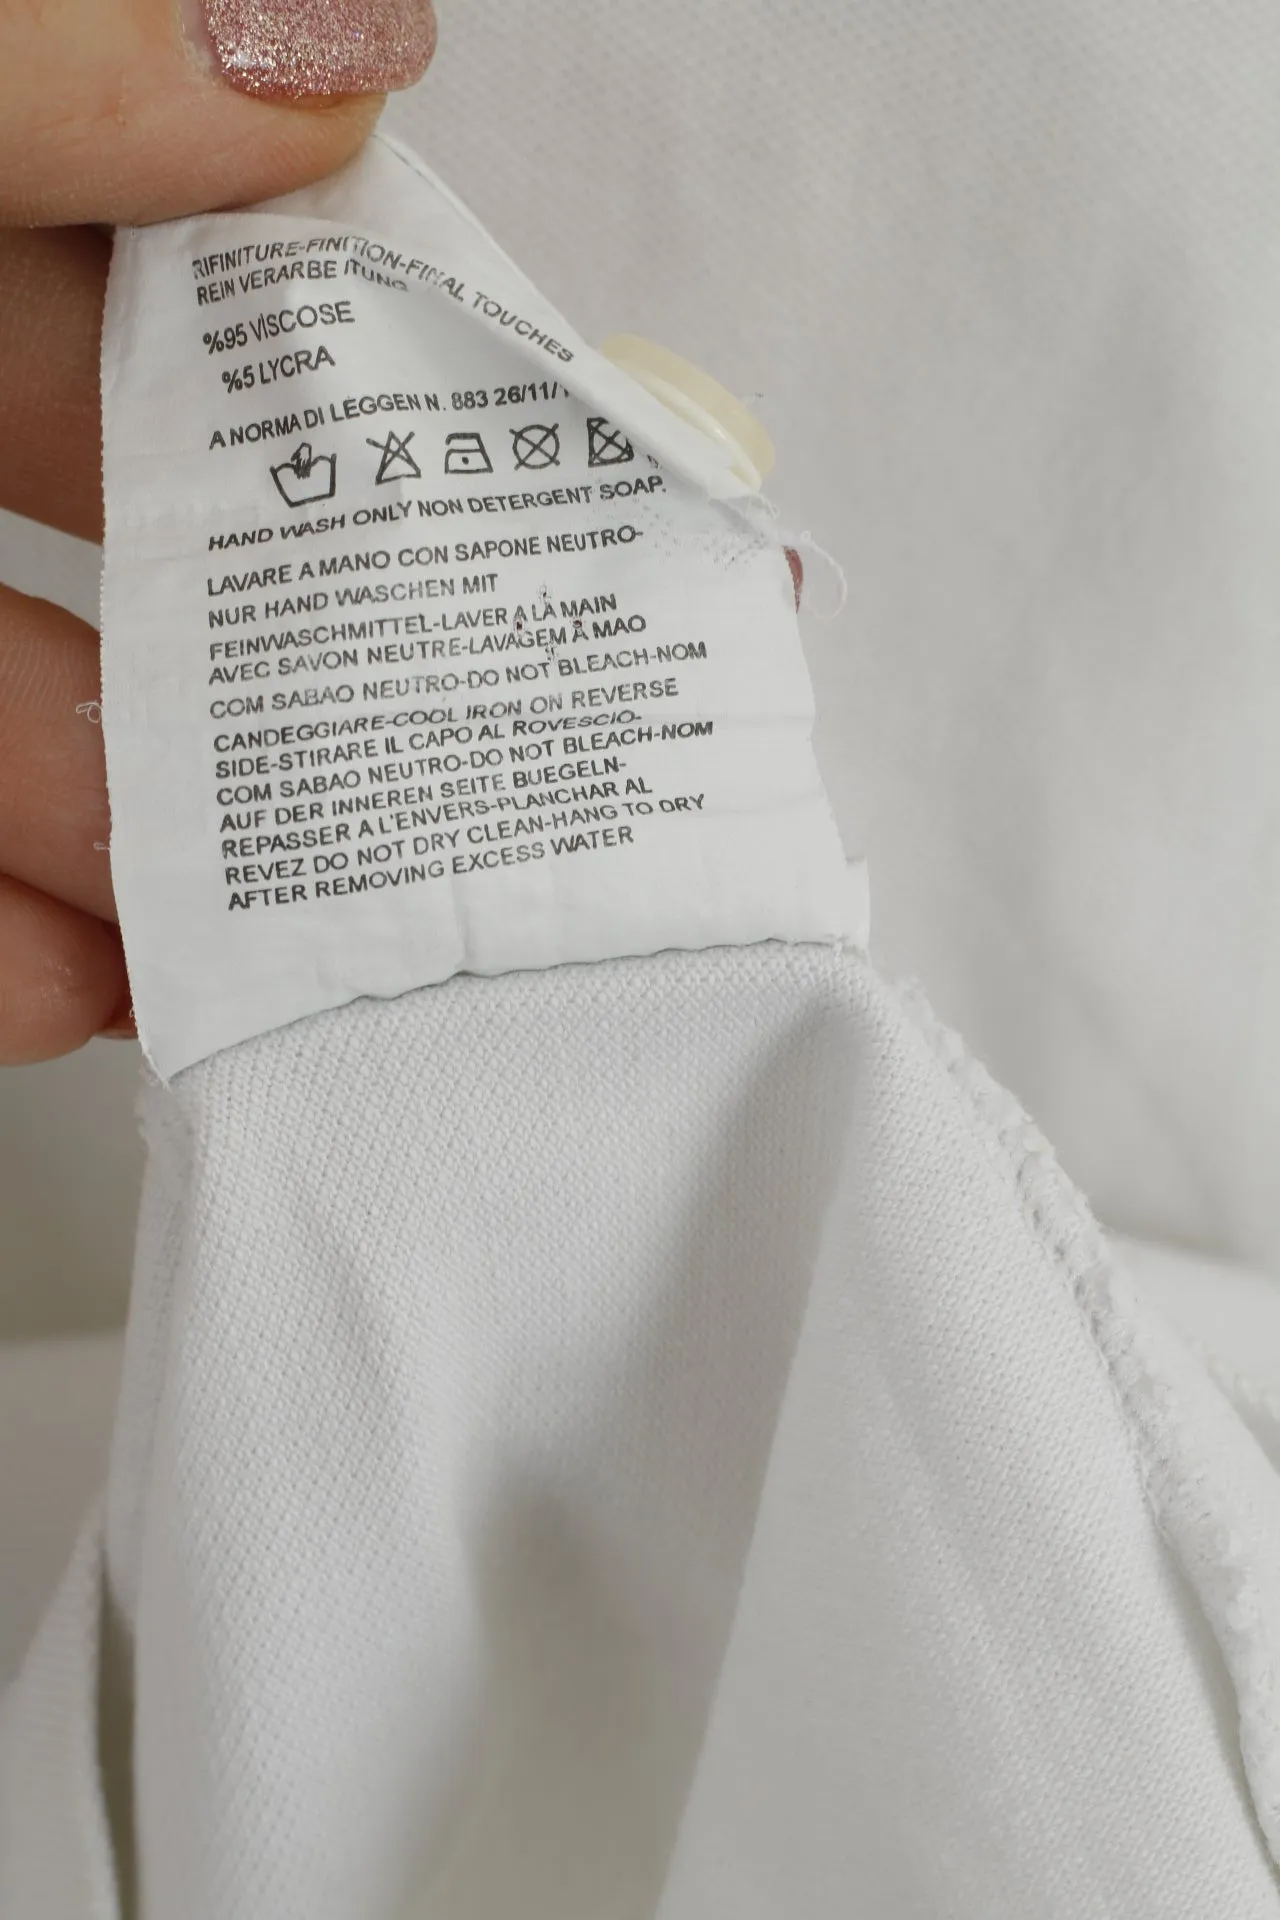 RIFINITURE-FINITION-FINAL TOUCHES
REIN VERARBE ITUNG
%95 VISCOSE
%5 LYCRA
A NORMA DI LEGGEN N. 883 26/11/
HAND WASH ONLY NON DETERGENT SOAP.
LAVARE A MANO CON SAPONE NEUTRO-
NUR HAND WASCHEN MIT
FEINWASCHMITTEL-LAVER A LA MAIN
AVEC SAVON NEUTRE-LAVAGEM A MAO
COM SABAO NEUTRO-DO NOT BLEACH-NOM
CANDEGGIARE-COOL IRON ON REVERSE
SIDE-STIRARE IL CAPO AL ROVESCIO-
COM SABAO NEUTRO-DO NOT BLEACH-NOM
AUF DER INNEREN SEITE BUEGELN-
REPASSER A L'ENVERS-PLANCHAR AL
REVEZ DO NOT DRY CLEAN-HANG TO DRY
AFTER REMOVING EXCESS WATER